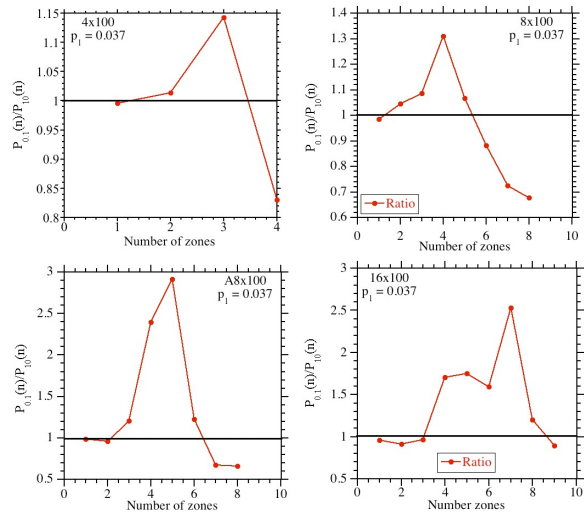 4x100
p1 = 0.037
1.15
1.1
1.05
1
0.95
0.9
0.85
0.8
P0.1(n)/P10(n)
0 1 2 3 4
Number of zones
8x100
p1 = 0.037
1.4
1.3
1.2
1.1
1
0.9
0.8
0.7
0.6
P0.1(n)/P10(n)
Ratio
0 2 4 6 8 10
Number of zones
A8x100
p1 = 0.037
3
2.5
2
1.5
1
0.5
P0.1(n)/P10(n)
0 2 4 6 8 10
Number of zones
16x100
p1 = 0.037
3
2.5
2
1.5
1
0.5
P0.1(n)/P10(n)
Ratio
0 2 4 6 8 10
Number of zones